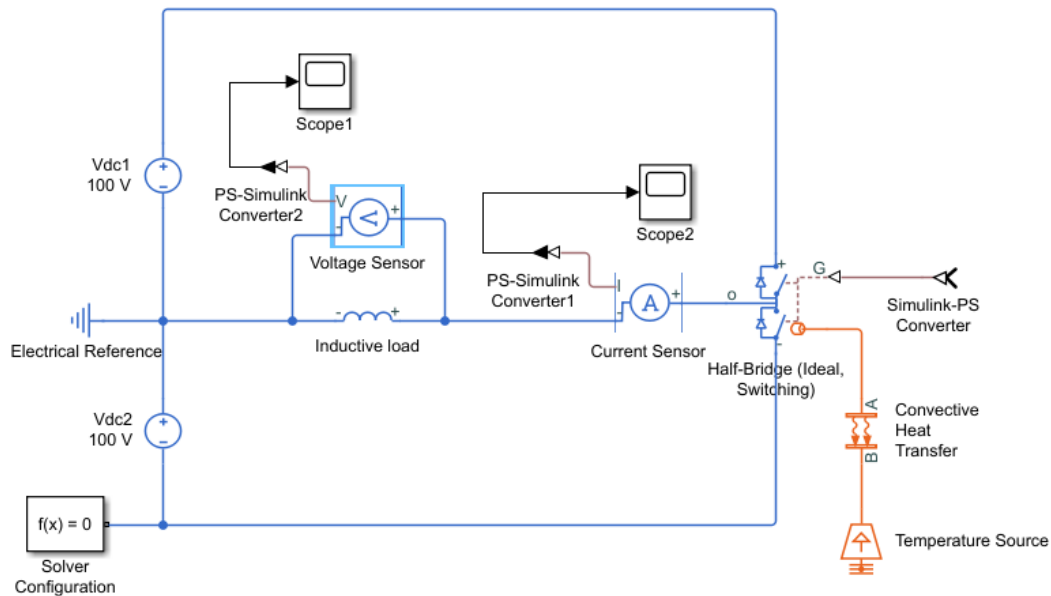 Scope1
Vdc1
100 V
+
−
PS-Simulink
Converter2
V
V
+
-
Voltage Sensor
Scope2
PS-Simulink
Converter1
I
A
+
-
Current Sensor
o
+
G
-
Simulink-PS
Converter
Electrical Reference
-
+
Inductive load
Half-Bridge (Ideal,
Switching)
Vdc2
100 V
+
−
A
B
Convective
Heat
Transfer
f(x) = 0
Solver
Configuration
Temperature Source